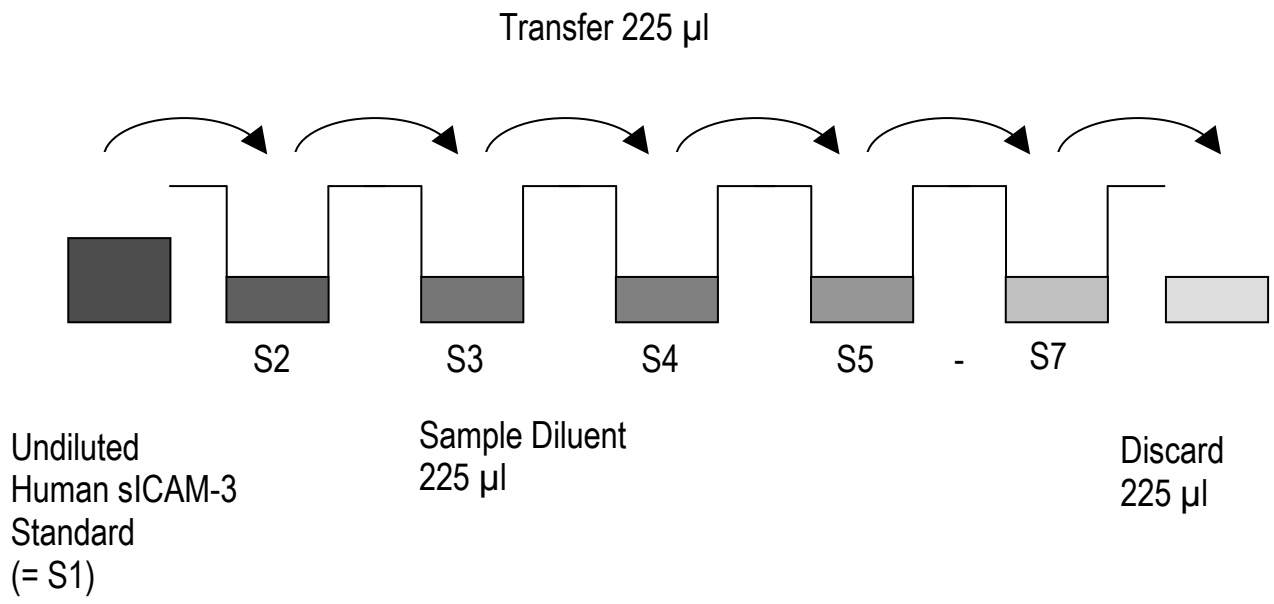 Transfer 225 µl
S2 S3 S4 S5 - S7
Undiluted
Human sICAM-3
Standard
(= S1)
Sample Diluent
225 µl
Discard
225 µl